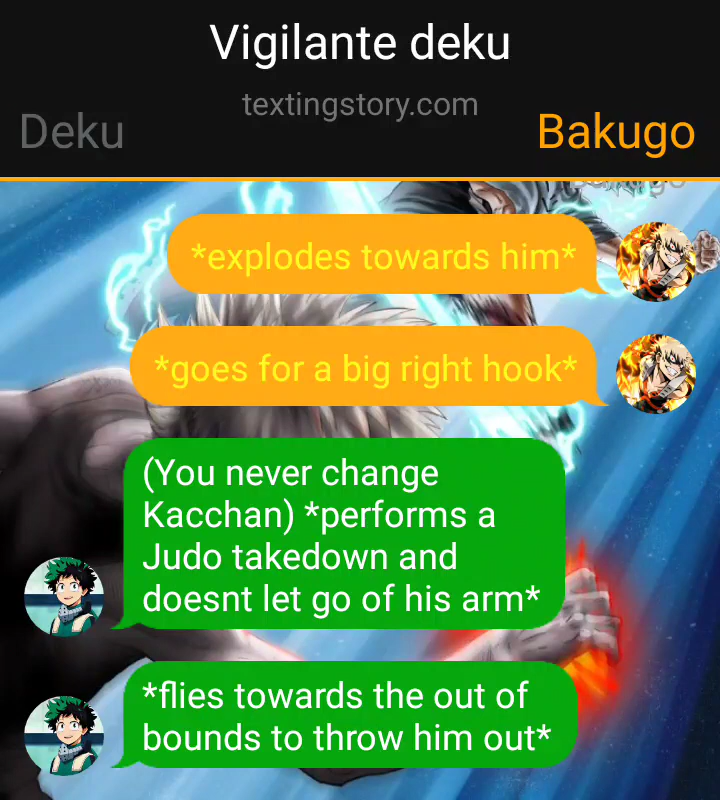 Vigilante deku
textingstory.com
Deku
Bakugo
*explodes towards him*
*goes for a big right hook*
(You never change
Kacchan) *performs a
Judo takedown and
doesnt let go of his arm*
*flies towards the out of
bounds to throw him out*